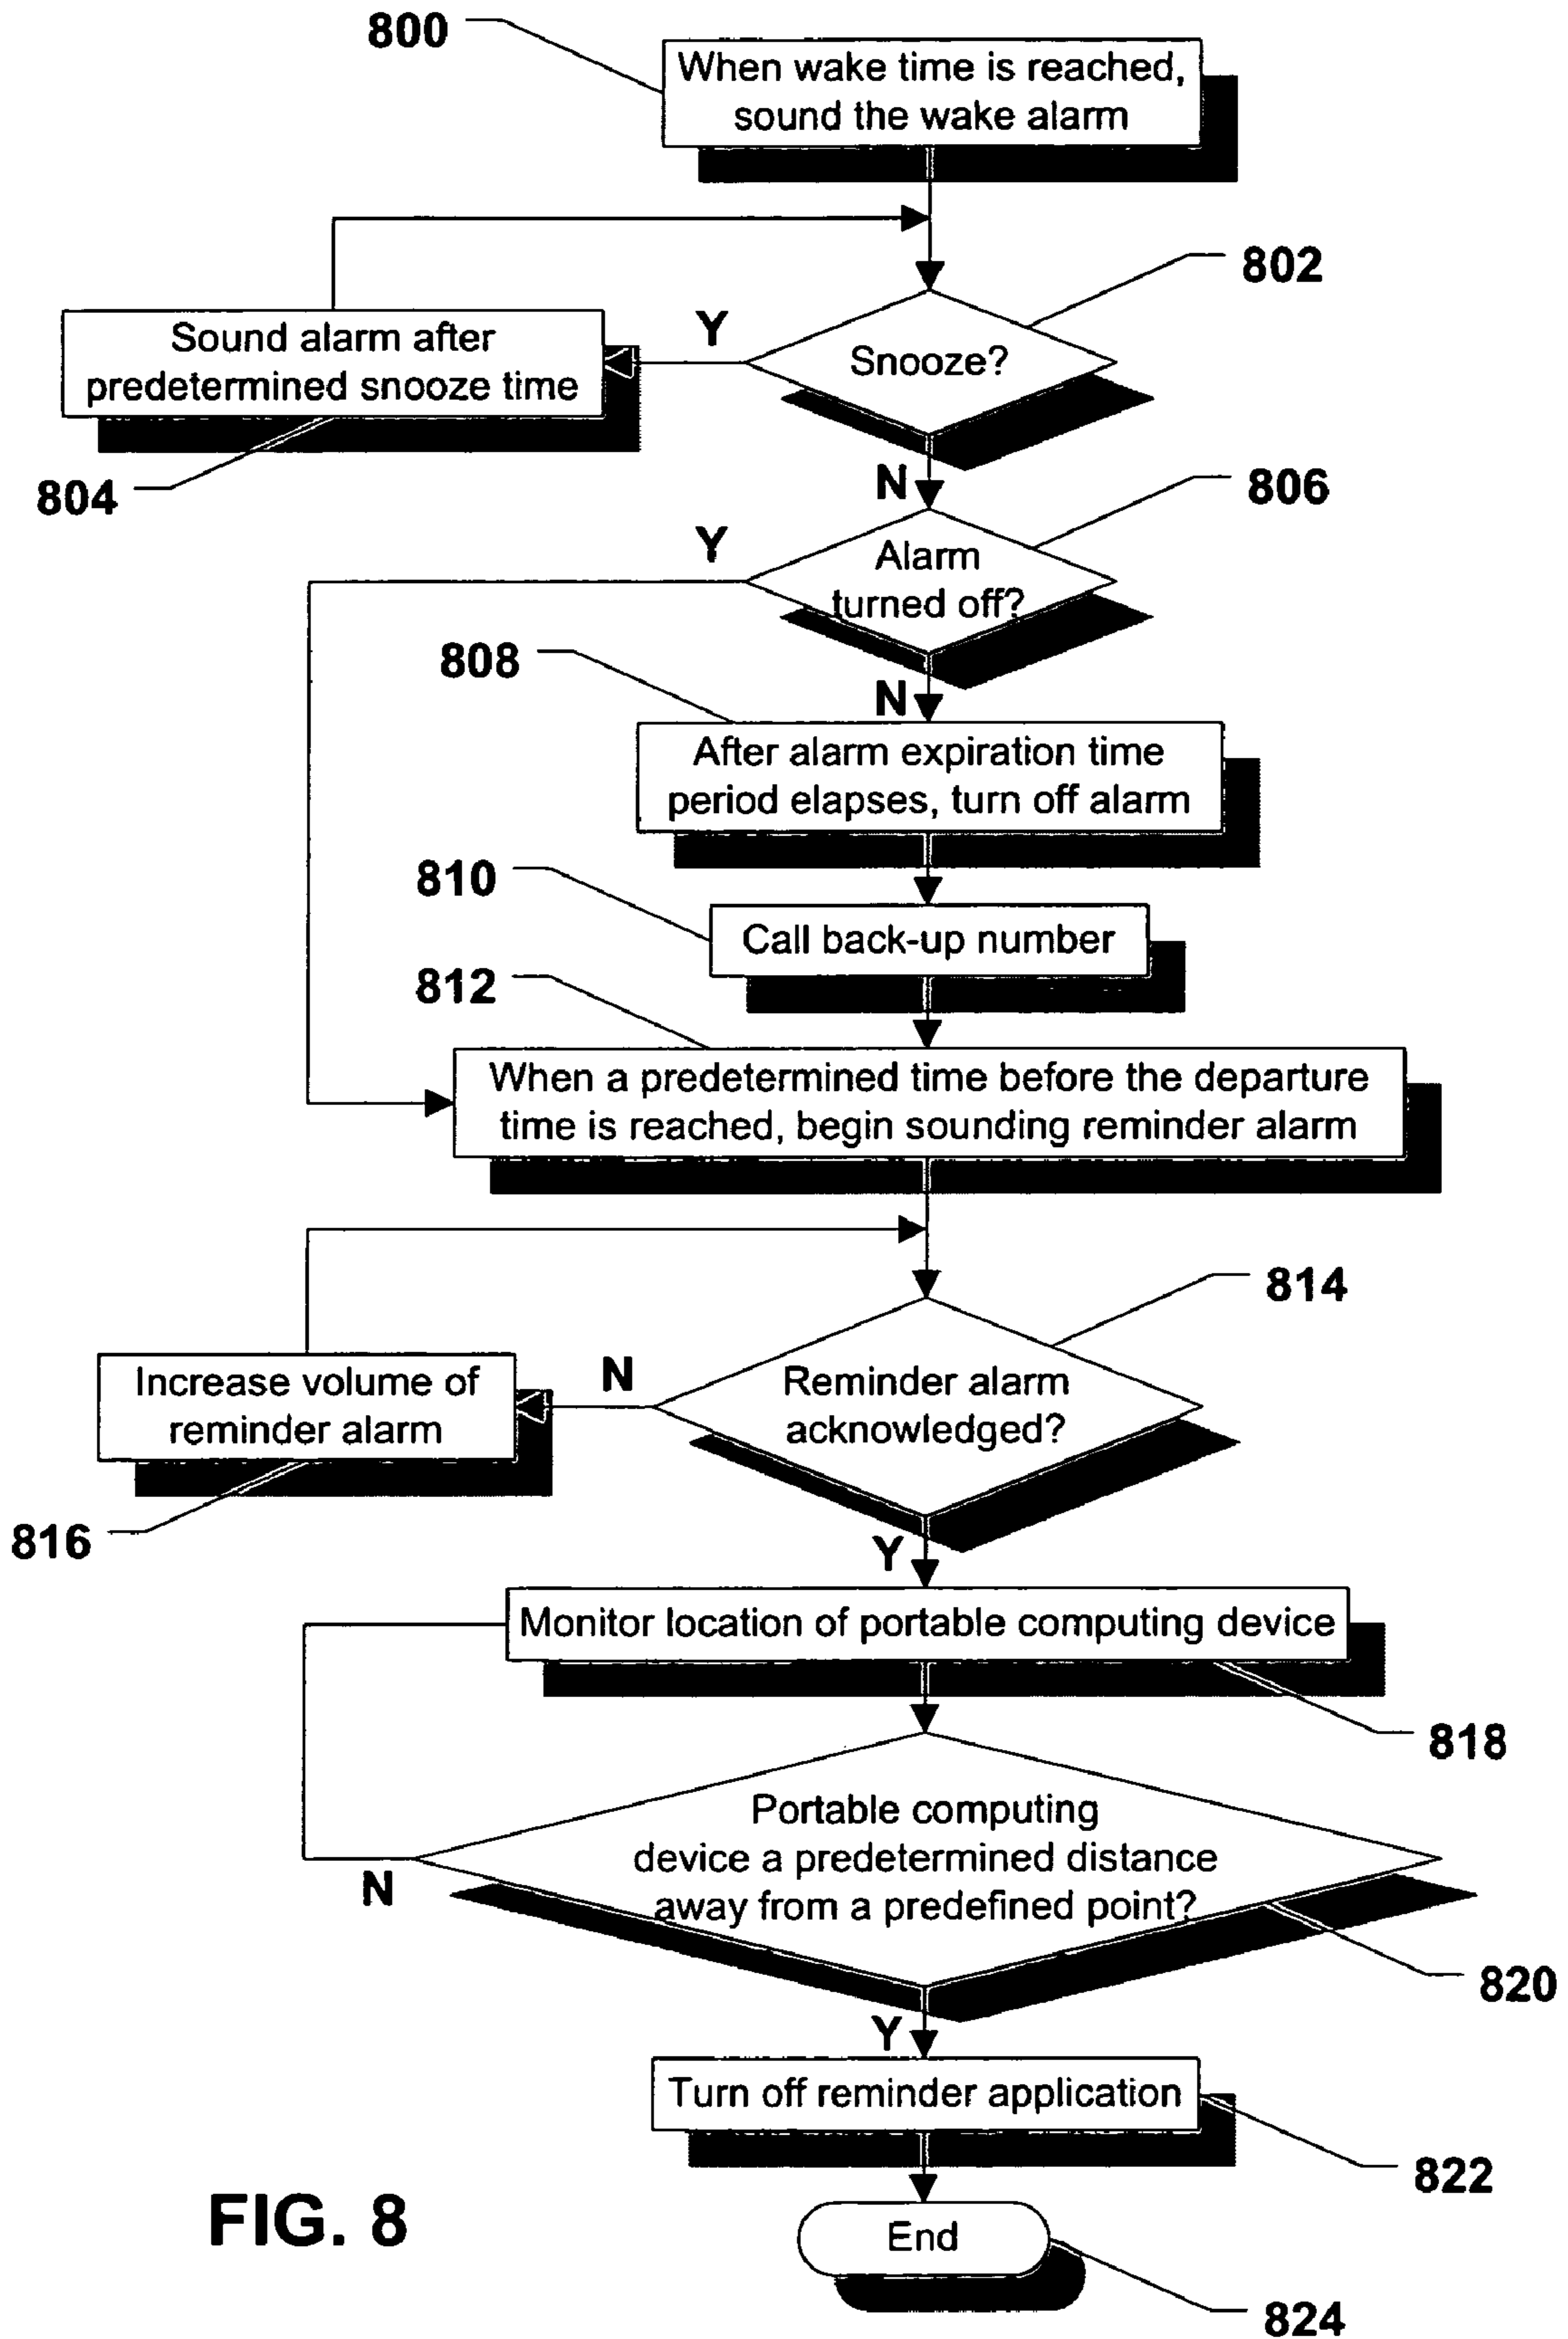 800
When wake time is reached,
sound the wake alarm
802
Snooze?
Y
Sound alarm after
predetermined snooze time
804
N
806
Alarm
turned off?
Y
N
808
After alarm expiration time
period elapses, turn off alarm
810
Call back-up number
812
When a predetermined time before the departure
time is reached, begin sounding reminder alarm
814
Reminder alarm
acknowledged?
N
Increase volume of
reminder alarm
816
Y
Monitor location of portable computing device
818
Portable computing
device a predetermined distance
away from a predefined point?
N
820
Y
Turn off reminder application
822
End
824
FIG. 8